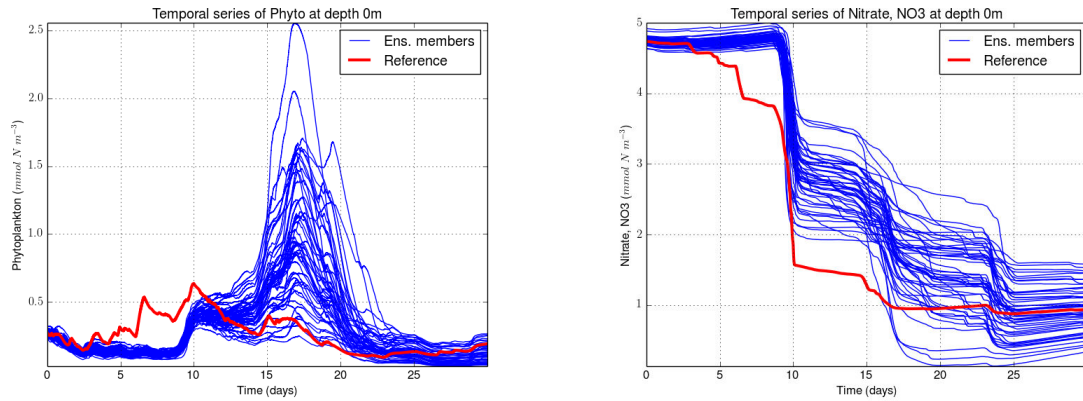 Temporal series of Phyto at depth 0m
Ens. members
Reference
Phytoplankton (mmol N m⁻³)
2.5
2.0
1.5
1.0
0.5
0 5 10 15 20 25
Time (days)
Temporal series of Nitrate, NO3 at depth 0m
Ens. members
Reference
Nitrate, NO3 (mmol N m⁻³)
5
4
3
2
1
0 5 10 15 20 25
Time (days)